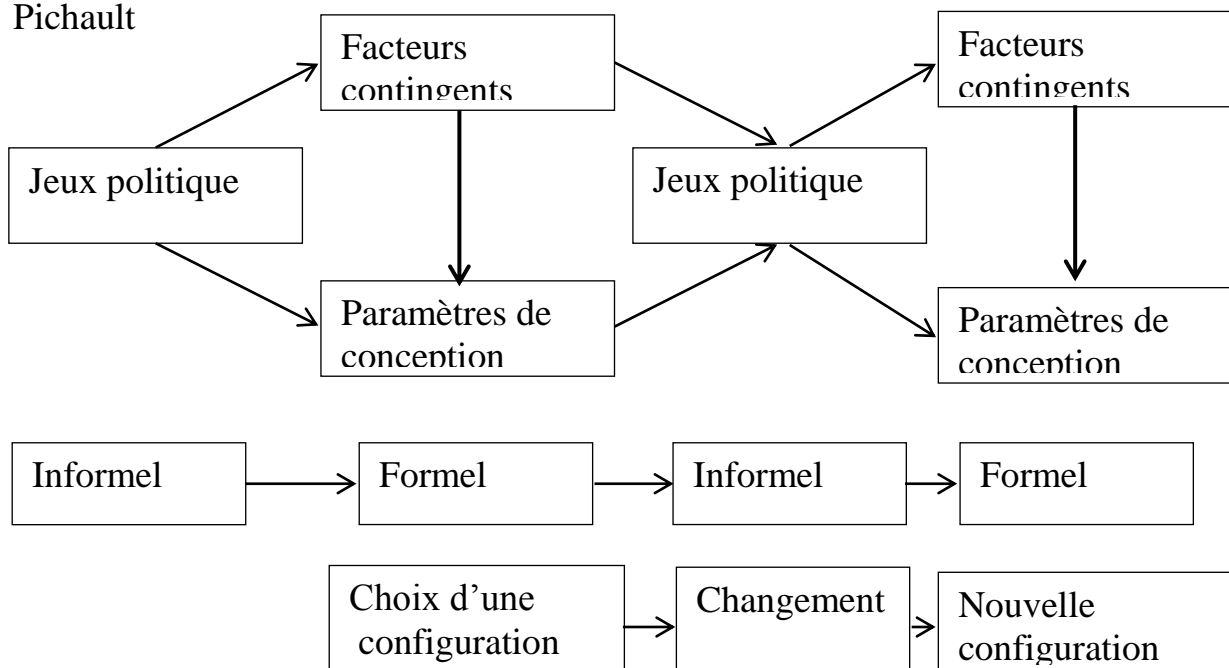 Pichault
Facteurs
contingents
Facteurs
contingents
Jeux politique
Jeux politique
Paramètres de
conception
Paramètres de
conception
Informel
Formel
Informel
Formel
Choix d’une
configuration
Changement
Nouvelle
configuration